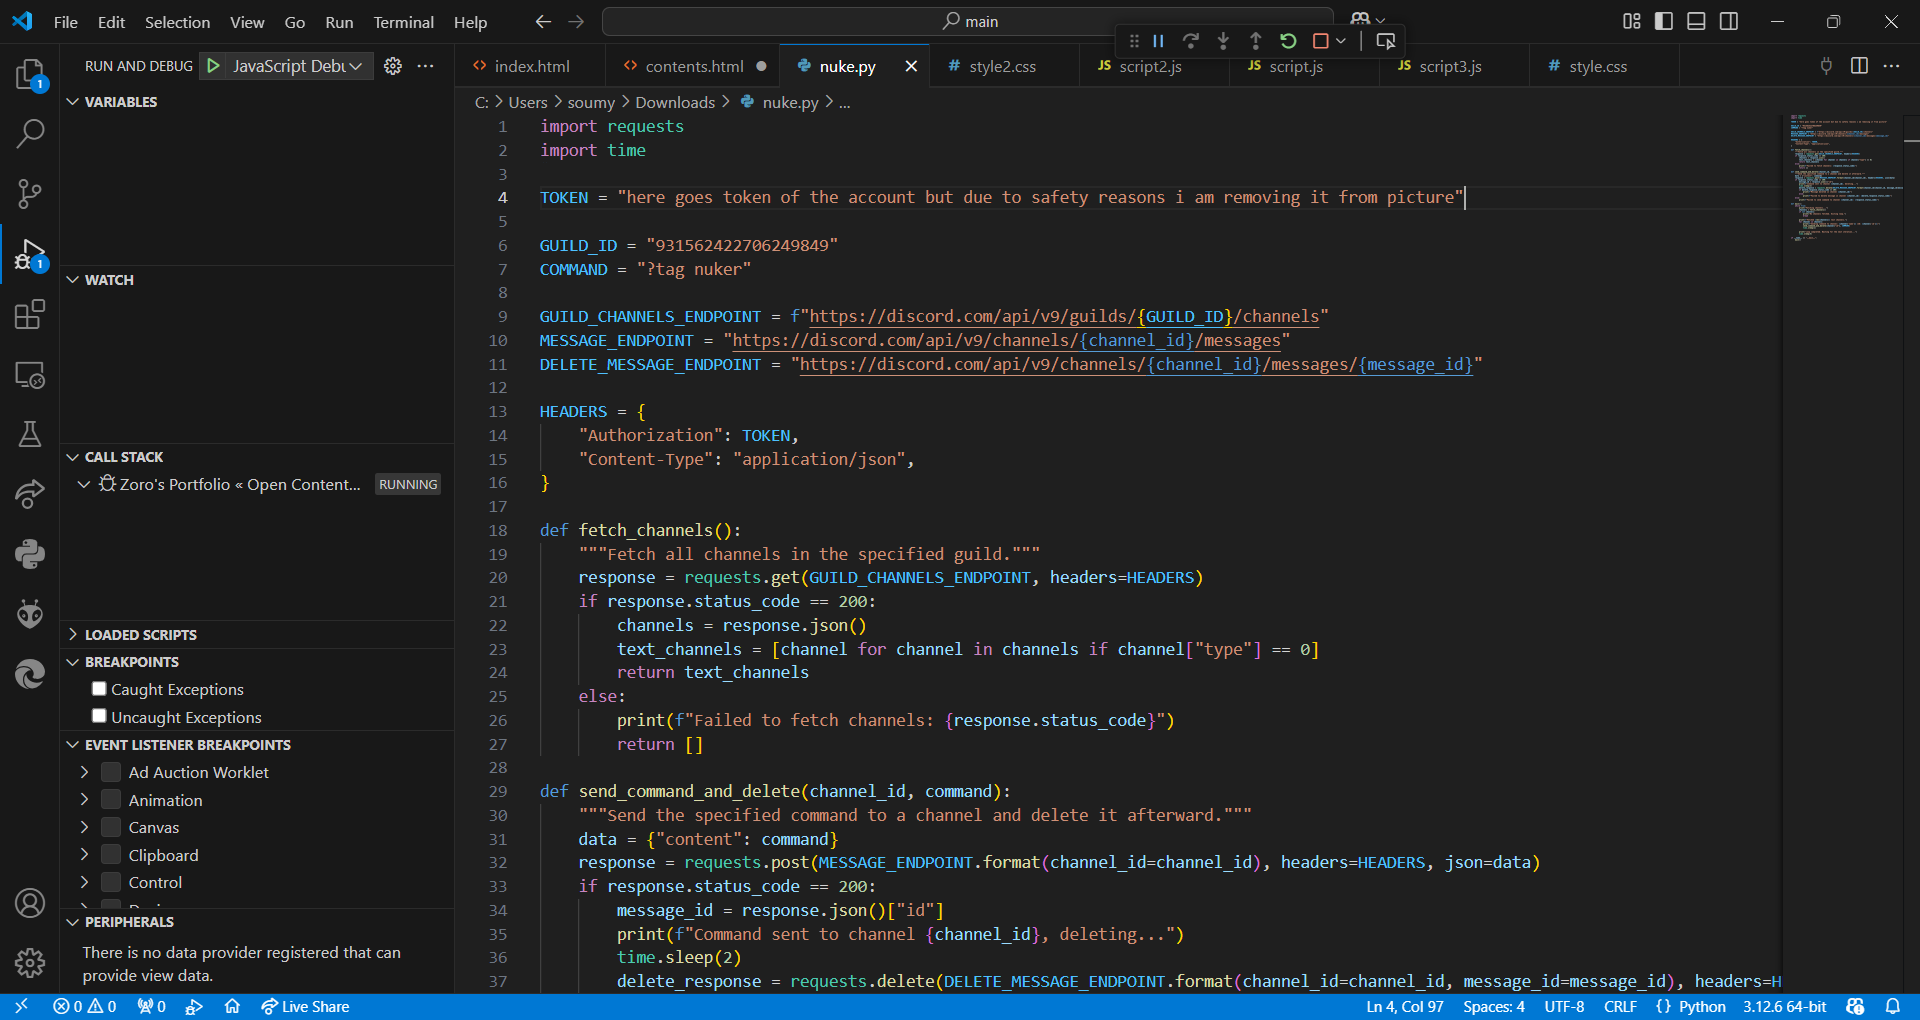 File Edit Selection View Go Run Terminal Help
main
RUN AND DEBUG
JavaScript Debu
index.html
contents.html
nuke.py
style2.css
JS script2.js
JS script.js
JS script3.js
style.css
C: > Users > soumy > Downloads > nuke.py > ...
VARIABLES
WATCH
CALL STACK
Zoro's Portfolio « Open Content... RUNNING
LOADED SCRIPTS
BREAKPOINTS
Caught Exceptions
Uncaught Exceptions
EVENT LISTENER BREAKPOINTS
Ad Auction Worklet
Animation
Canvas
Clipboard
Control
PERIPHERALS
There is no data provider registered that can
provide view data.
1 import requests
2 import time
3
4 TOKEN = "here goes token of the account but due to safety reasons i am removing it from picture"
5
6 GUILD_ID = "931562422706249849"
7 COMMAND = "?tag nuker"
8
9 GUILD_CHANNELS_ENDPOINT = f"https://discord.com/api/v9/guilds/{GUILD_ID}/channels"
10 MESSAGE_ENDPOINT = "https://discord.com/api/v9/channels/{channel_id}/messages"
11 DELETE_MESSAGE_ENDPOINT = "https://discord.com/api/v9/channels/{channel_id}/messages/{message_id}"
12
13 HEADERS = {
14 "Authorization": TOKEN,
15 "Content-Type": "application/json",
16 }
17
18 def fetch_channels():
19 """Fetch all channels in the specified guild."""
20 response = requests.get(GUILD_CHANNELS_ENDPOINT, headers=HEADERS)
21 if response.status_code == 200:
22 channels = response.json()
23 text_channels = [channel for channel in channels if channel["type"] == 0]
24 return text_channels
25 else:
26 print(f"Failed to fetch channels: {response.status_code}")
27 return []
28
29 def send_command_and_delete(channel_id, command):
30 """Send the specified command to a channel and delete it afterward."""
31 data = {"content": command}
32 response = requests.post(MESSAGE_ENDPOINT.format(channel_id=channel_id), headers=HEADERS, json=data)
33 if response.status_code == 200:
34 message_id = response.json()["id"]
35 print(f"Command sent to channel {channel_id}, deleting...")
36 time.sleep(2)
37 delete_response = requests.delete(DELETE_MESSAGE_ENDPOINT.format(channel_id=channel_id, message_id=message_id), headers=H
0 0 0 Live Share
Ln 4, Col 97 Spaces: 4 UTF-8 CRLF {} Python 3.12.6 64-bit